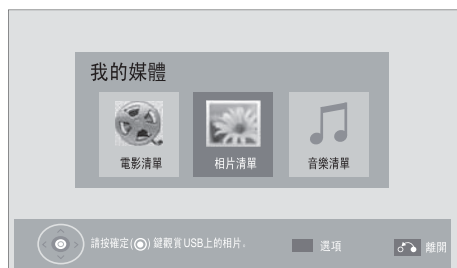 我的媒體
電影清單
相片清單
音樂清單
請按確定(◉) 鍵觀賞USB上的相片。
選項
離開